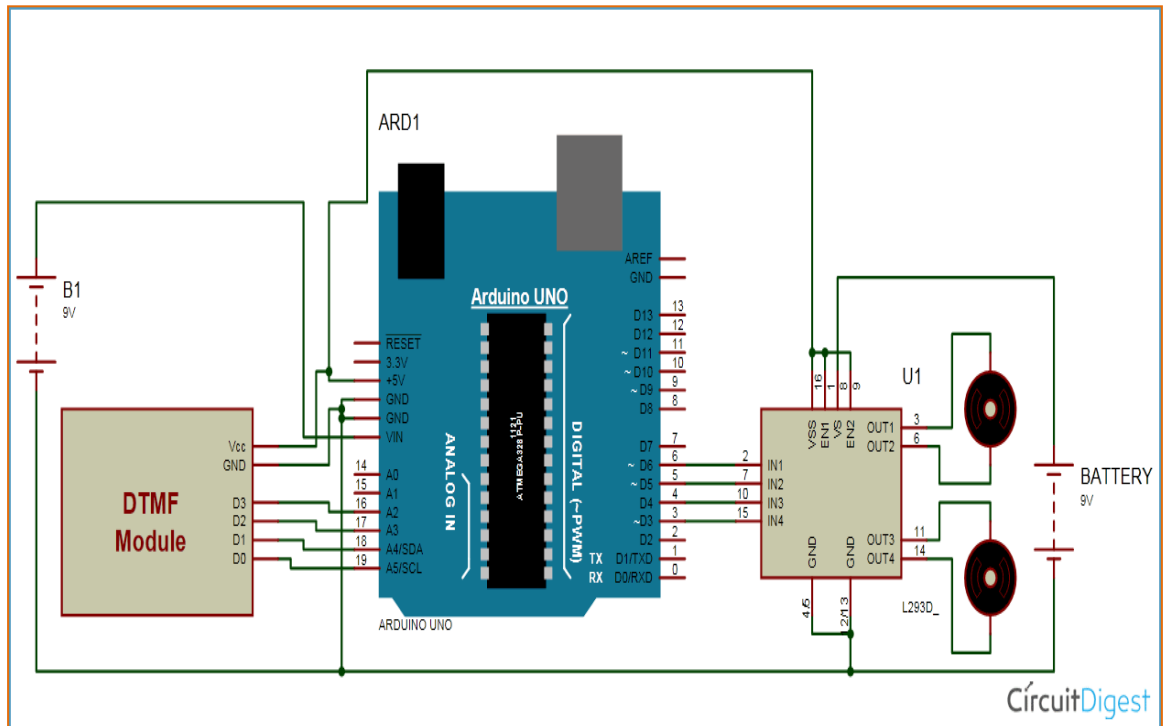 ARD1
B1
9V
Arduino UNO
ATMEGA328P-PU
1121
ANALOG IN
DIGITAL (~PWM)
RESET
3.3V
+5V
GND
GND
VIN
14 A0
15 A1
16 A2
17 A3
18 A4/SDA
19 A5/SCL
AREF
GND
D13 13
D12 12
~ D11 11
~ D10 10
~ D9 9
D8 8
D7 7
~ D6 6
~ D5 5
D4 4
~ D3 3
D2 2
TX D1/TXD 1
RX D0/RXD 0
ARDUINO UNO
DTMF
Module
Vcc
GND
D3
D2
D1
D0
U1
16 1 8 9
VSS EN1 VS EN2
2 IN1
7 IN2
10 IN3
15 IN4
OUT1 3
OUT2 6
OUT3 11
OUT4 14
GND GND
4/5
L293D_
BATTERY
9V
CircuitDigest